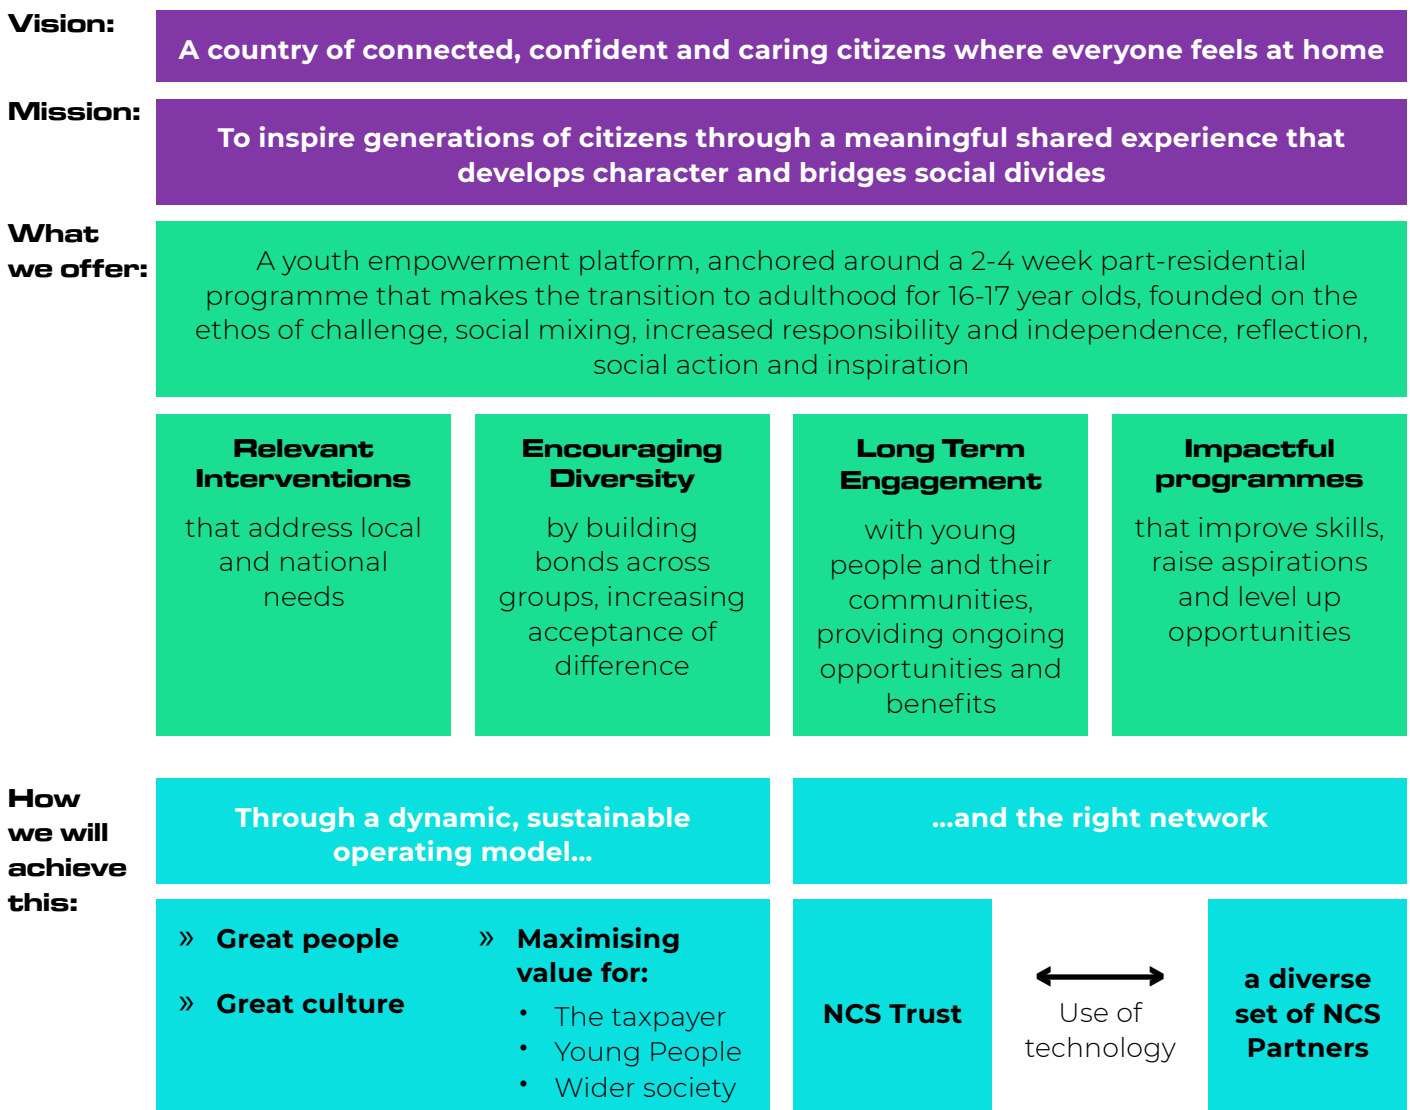 Vision:
A country of connected, confident and caring citizens where everyone feels at home
Mission:
To inspire generations of citizens through a meaningful shared experience that
develops character and bridges social divides
What
we offer:
A youth empowerment platform, anchored around a 2-4 week part-residential
programme that makes the transition to adulthood for 16-17 year olds, founded on the
ethos of challenge, social mixing, increased responsibility and independence, reflection,
social action and inspiration
Relevant
Interventions
that address local
and national
needs
Encouraging
Diversity
by building
bonds across
groups, increasing
acceptance of
difference
Long Term
Engagement
with young
people and their
communities,
providing ongoing
opportunities and
benefits
Impactful
programmes
that improve skills,
raise aspirations
and level up
opportunities
How
we will
achieve
this:
Through a dynamic, sustainable
operating model...
...and the right network
» Great people
» Great culture
» Maximising
value for:
• The taxpayer
• Young People
• Wider society
NCS Trust
Use of
technology
a diverse
set of NCS
Partners